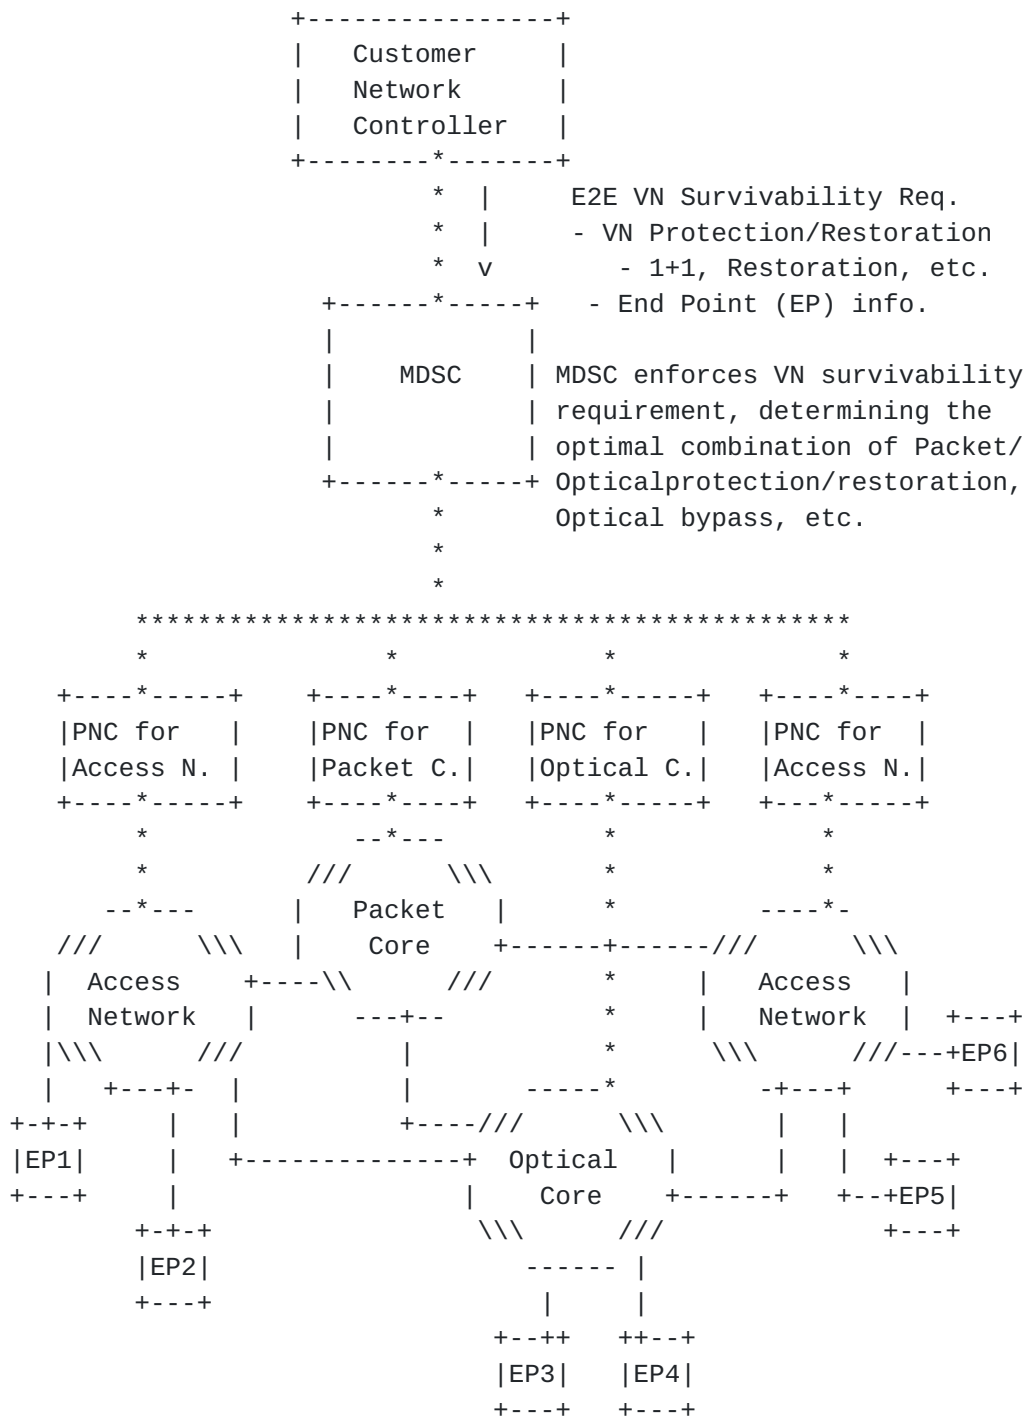 Customer
Network
Controller
E2E VN Survivability Req.
- VN Protection/Restoration
- 1+1, Restoration, etc.
- End Point (EP) info.
MDSC
MDSC enforces VN survivability
requirement, determining the
optimal combination of Packet/
Opticalprotection/restoration,
Optical bypass, etc.
PNC for
Access N.
PNC for
Packet C.
PNC for
Optical C.
PNC for
Access N.
Packet
Core
Access
Network
Access
Network
EP6
EP1
Optical
Core
EP5
EP2
EP3
EP4